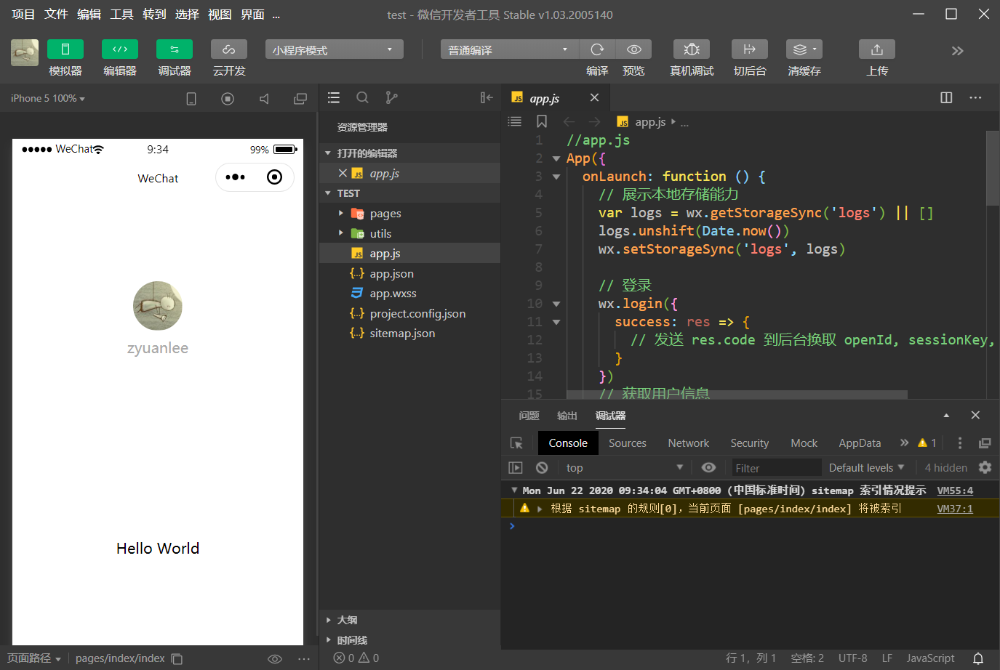 项目 文件 编辑 工具 转到 选择 视图 界面 ...
test - 微信开发者工具 Stable v1.03.2005140
小程序模式
普通编译
模拟器 编辑器 调试器 云开发
编译 预览 真机调试 切后台 清缓存 上传
iPhone 5 100%
WeChat
9:34
99%
WeChat
zyuanlee
Hello World
页面路径
pages/index/index
资源管理器
打开的编辑器
JS app.js
TEST
pages
utils
JS app.js
{..} app.json
app.wxss
{..} project.config.json
{..} sitemap.json
大纲
时间线
0 0
JS app.js
JS app.js ...
1 //app.js
2 App({
3 onLaunch: function () {
4 // 展示本地存储能力
5 var logs = wx.getStorageSync('logs') || []
6 logs.unshift(Date.now())
7 wx.setStorageSync('logs', logs)
8
9 // 登录
10 wx.login({
11 success: res => {
12 // 发送 res.code 到后台换取 openId, sessionKey,
13 }
14 })
15 // 获取用户信息
问题 输出 调试器
Console Sources Network Security Mock AppData 1
top Filter Default levels 4 hidden
Mon Jun 22 2020 09:34:04 GMT+0800 (中国标准时间) sitemap 索引情况提示 VM55:4
根据 sitemap 的规则[0]，当前页面 [pages/index/index] 将被索引 VM37:1
行 1，列 1 空格: 2 UTF-8 LF JavaScript